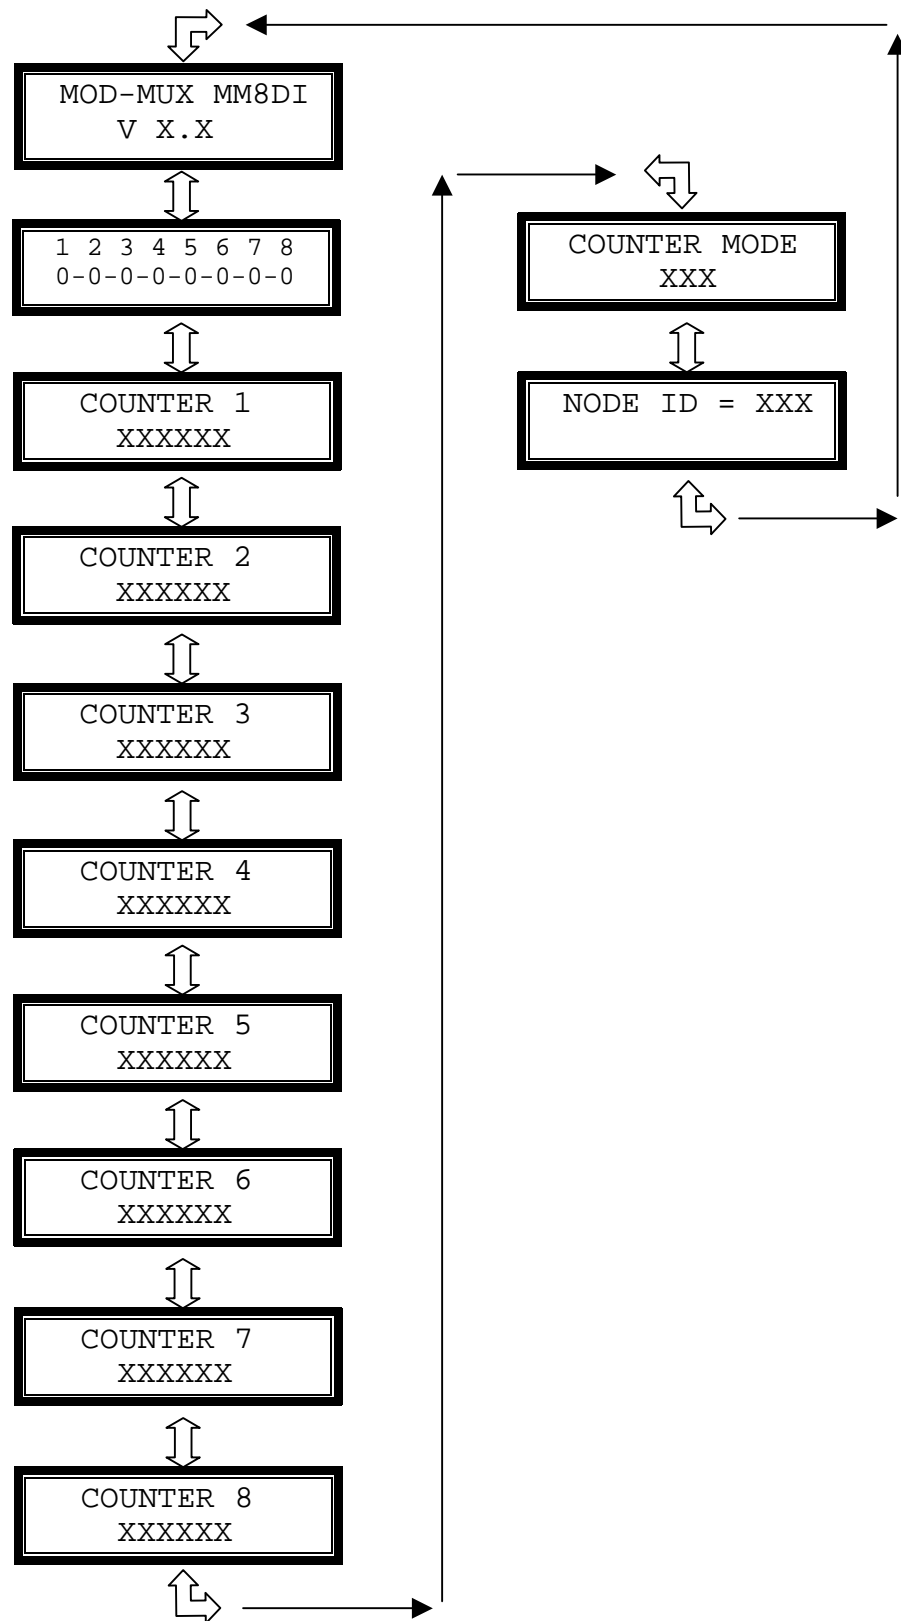 MOD-MUX MM8DI
V X.X
1 2 3 4 5 6 7 8
0-0-0-0-0-0-0-0
COUNTER 1
XXXXXX
COUNTER 2
XXXXXX
COUNTER 3
XXXXXX
COUNTER 4
XXXXXX
COUNTER 5
XXXXXX
COUNTER 6
XXXXXX
COUNTER 7
XXXXXX
COUNTER 8
XXXXXX
COUNTER MODE
XXX
NODE ID = XXX